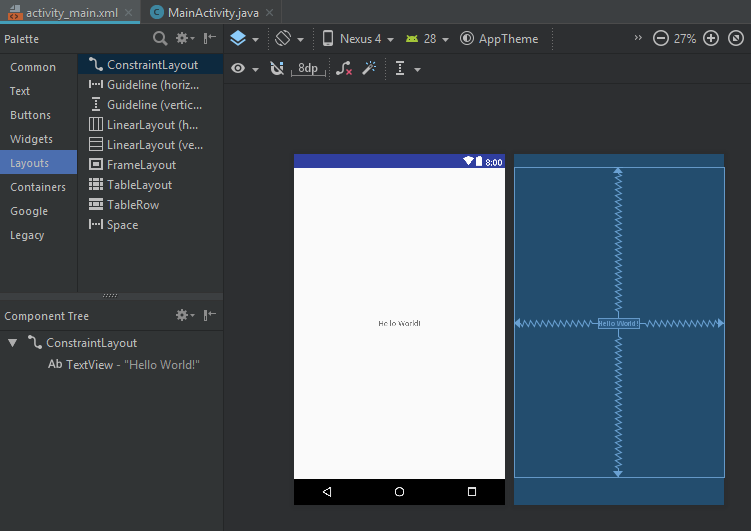 activity_main.xml
MainActivity.java
Palette
Nexus 4
28
AppTheme
27%
8dp
Common
Text
Buttons
Widgets
Layouts
Containers
Google
Legacy
ConstraintLayout
Guideline (horiz...
Guideline (vertic...
LinearLayout (h...
LinearLayout (ve...
FrameLayout
TableLayout
TableRow
Space
Component Tree
ConstraintLayout
Ab TextView - "Hello World!"
8:00
Hello World!
Hello World!